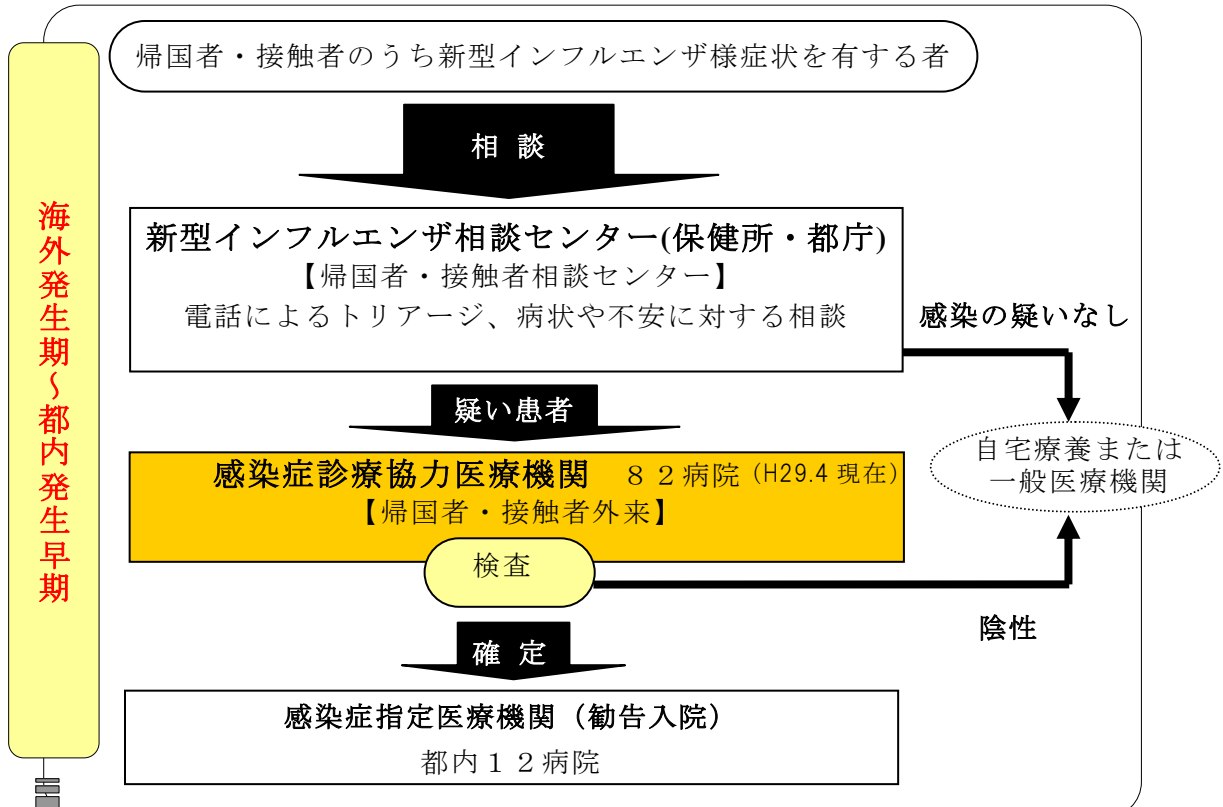 帰国者・接触者のうち新型インフルエンザ様症状を有する者
海外発生期～都内発生早期
相 談
新型インフルエンザ相談センター(保健所・都庁)
【帰国者・接触者相談センター】
電話によるトリアージ、病状や不安に対する相談
感染の疑いなし
疑い患者
自宅療養または
一般医療機関
感染症診療協力医療機関　８２病院(H29.4 現在)
【帰国者・接触者外来】
検査
陰性
確 定
感染症指定医療機関（勧告入院）
都内１２病院